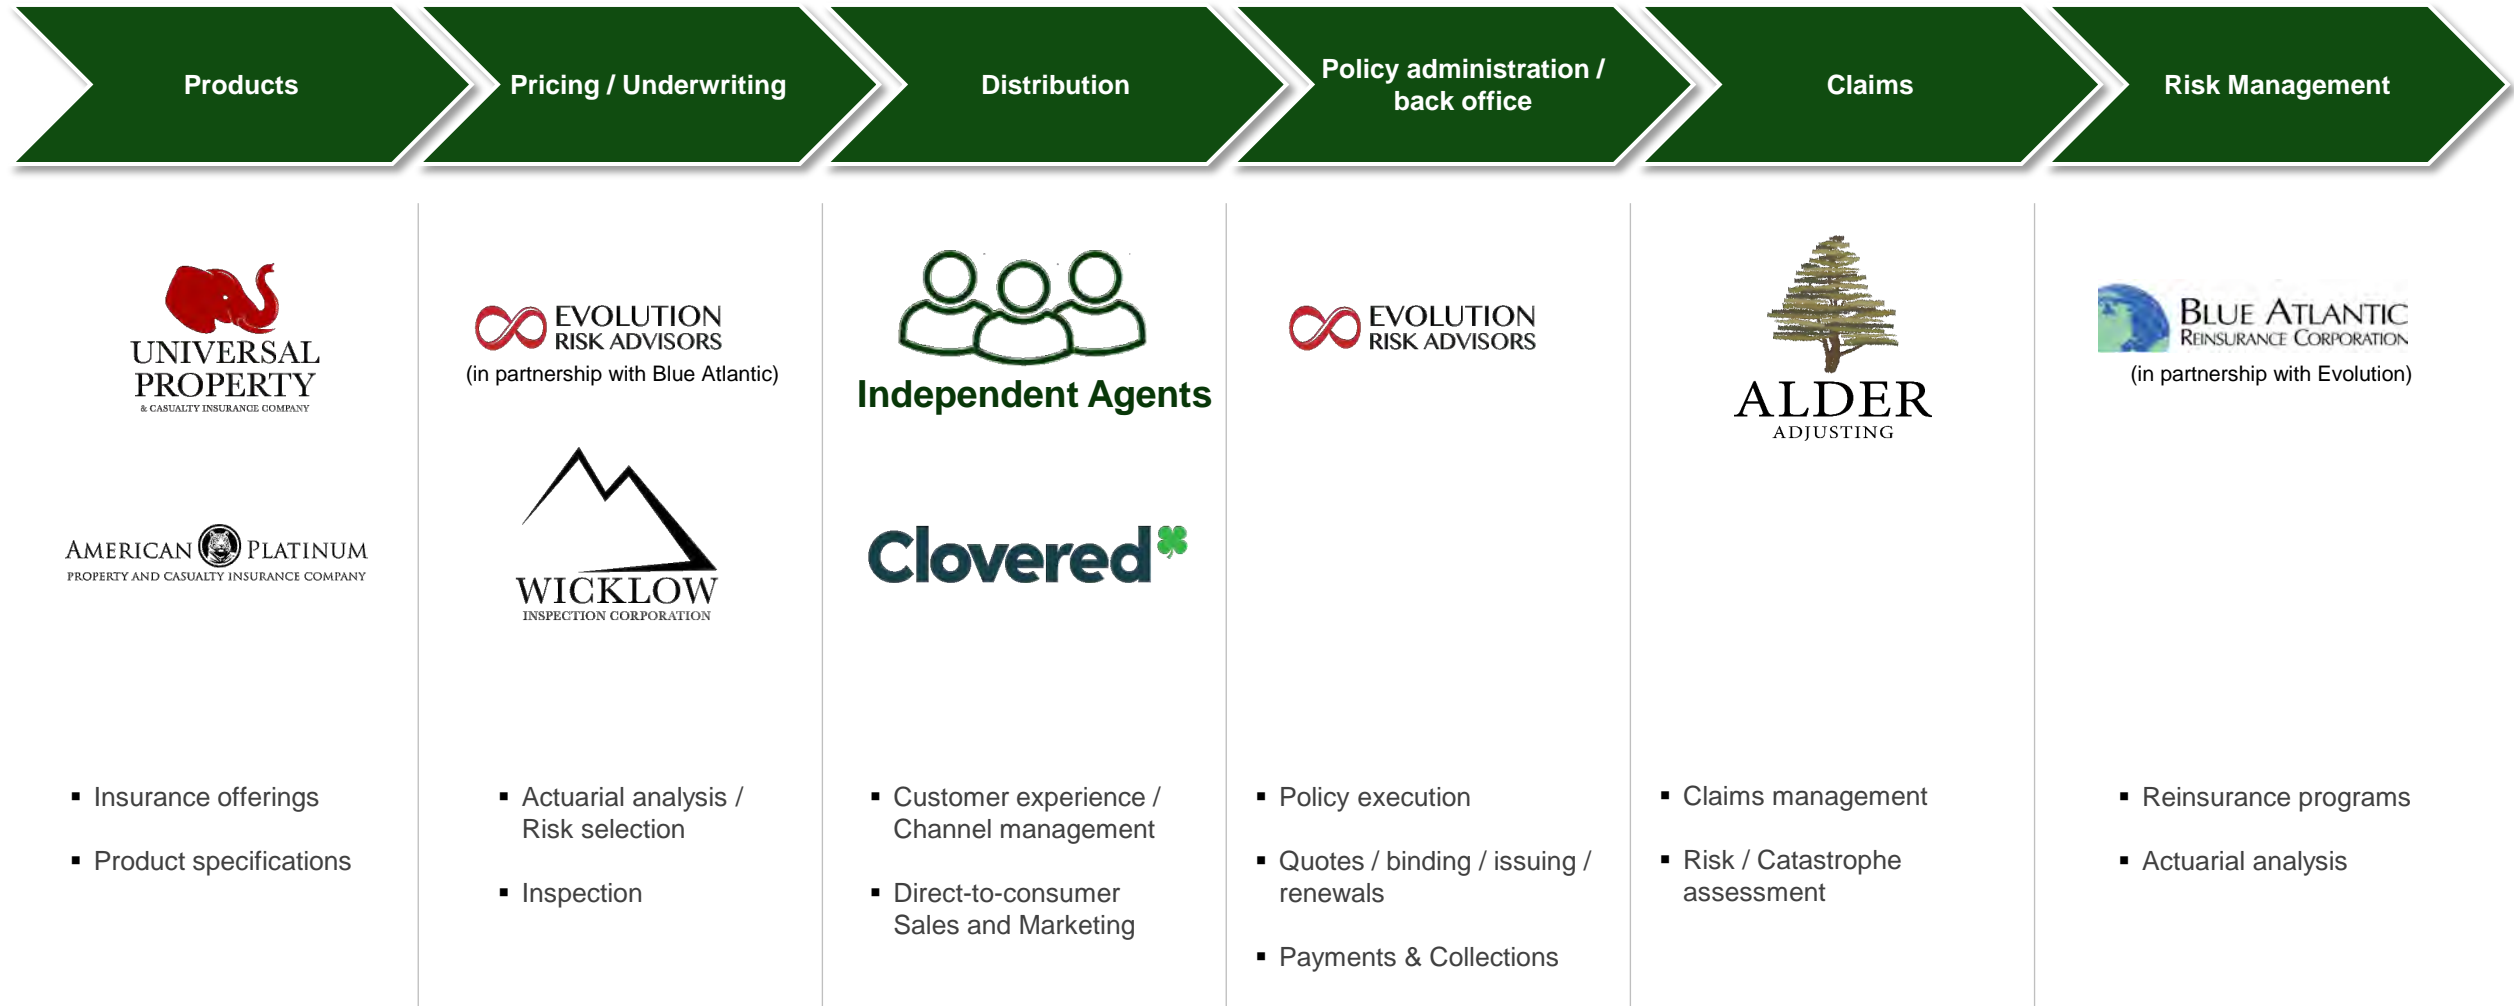 Products
Pricing / Underwriting
Distribution
Policy administration /
back office
Claims
Risk Management
UNIVERSAL
PROPERTY
& CASUALTY INSURANCE COMPANY
AMERICAN PLATINUM
PROPERTY AND CASUALTY INSURANCE COMPANY
▪ Insurance offerings
▪ Product specifications
EVOLUTION
RISK ADVISORS
(in partnership with Blue Atlantic)
WICKLOW
INSPECTION CORPORATION
▪ Actuarial analysis /
Risk selection
▪ Inspection
Independent Agents
Clovered
▪ Customer experience /
Channel management
▪ Direct-to-consumer
Sales and Marketing
EVOLUTION
RISK ADVISORS
▪ Policy execution
▪ Quotes / binding / issuing /
renewals
▪ Payments & Collections
ALDER
ADJUSTING
▪ Claims management
▪ Risk / Catastrophe
assessment
BLUE ATLANTIC
REINSURANCE CORPORATION
(in partnership with Evolution)
▪ Reinsurance programs
▪ Actuarial analysis